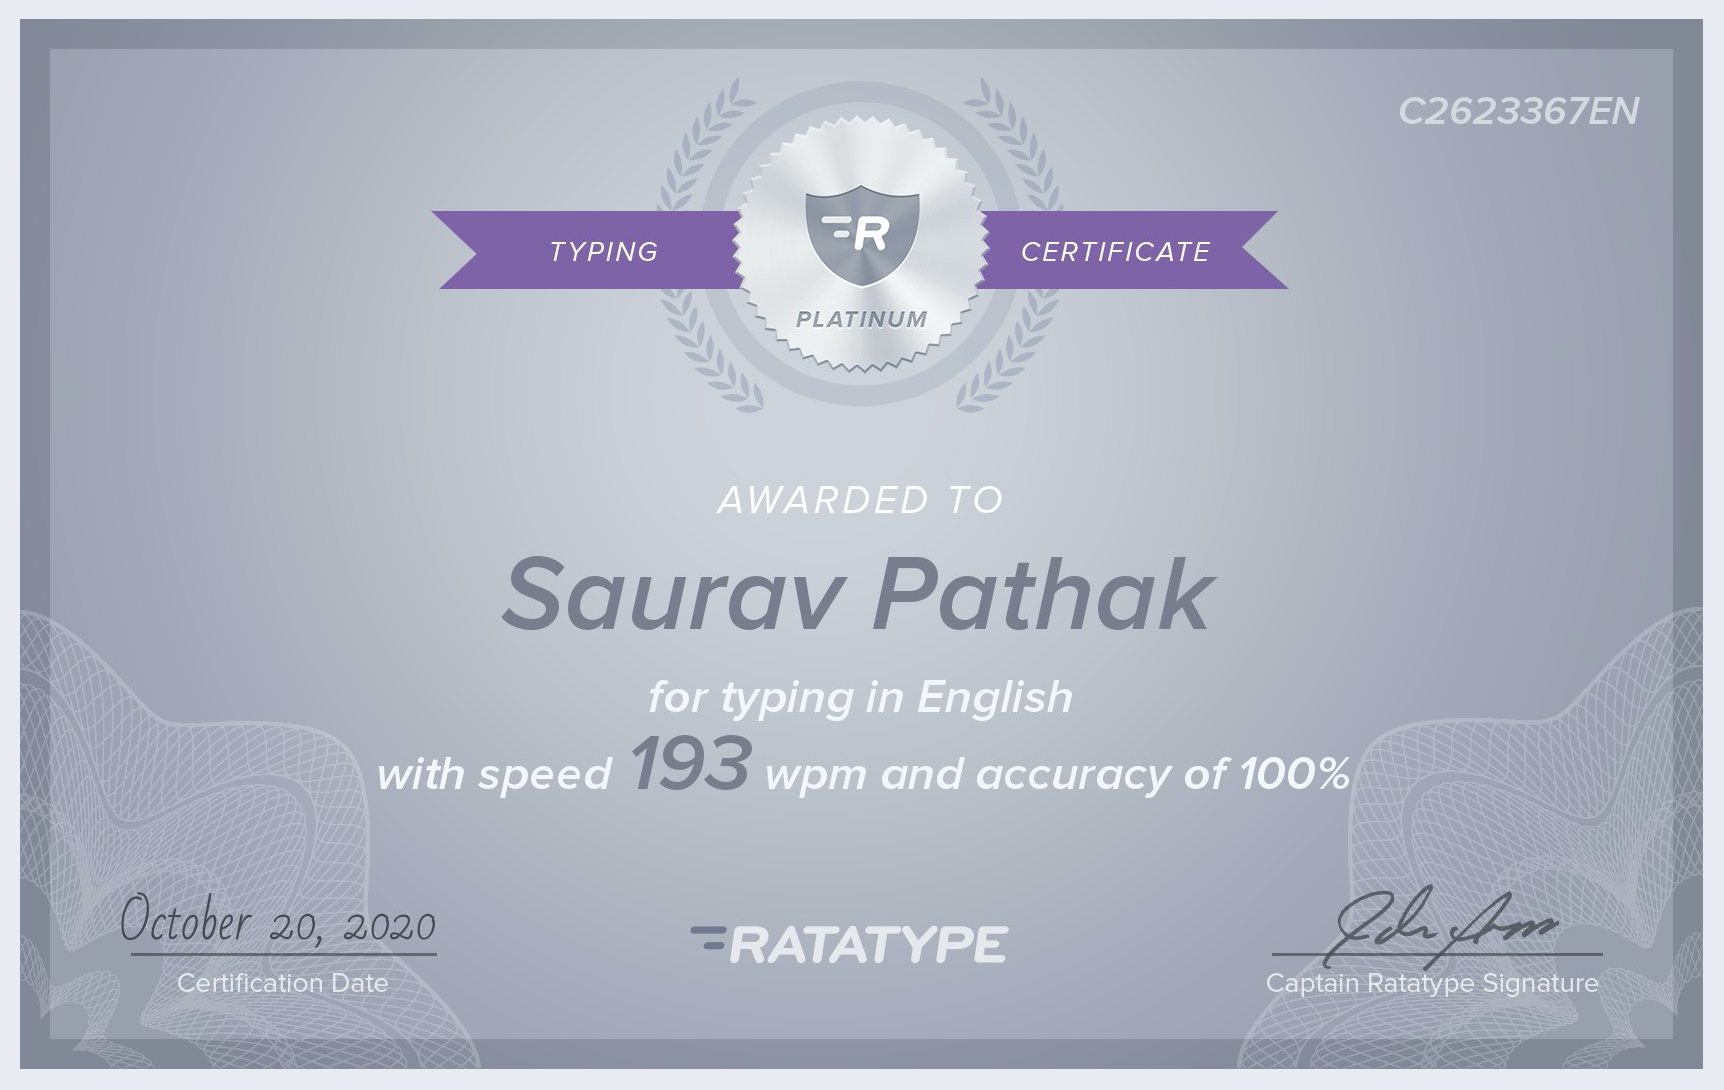 C2623367EN
TYPING
CERTIFICATE
R
PLATINUM
AWARDED TO
Saurav Pathak
for typing in English
with speed 193 wpm and accuracy of 100%
October 20, 2020
Certification Date
RATATYPE
Captain Ratatype Signature